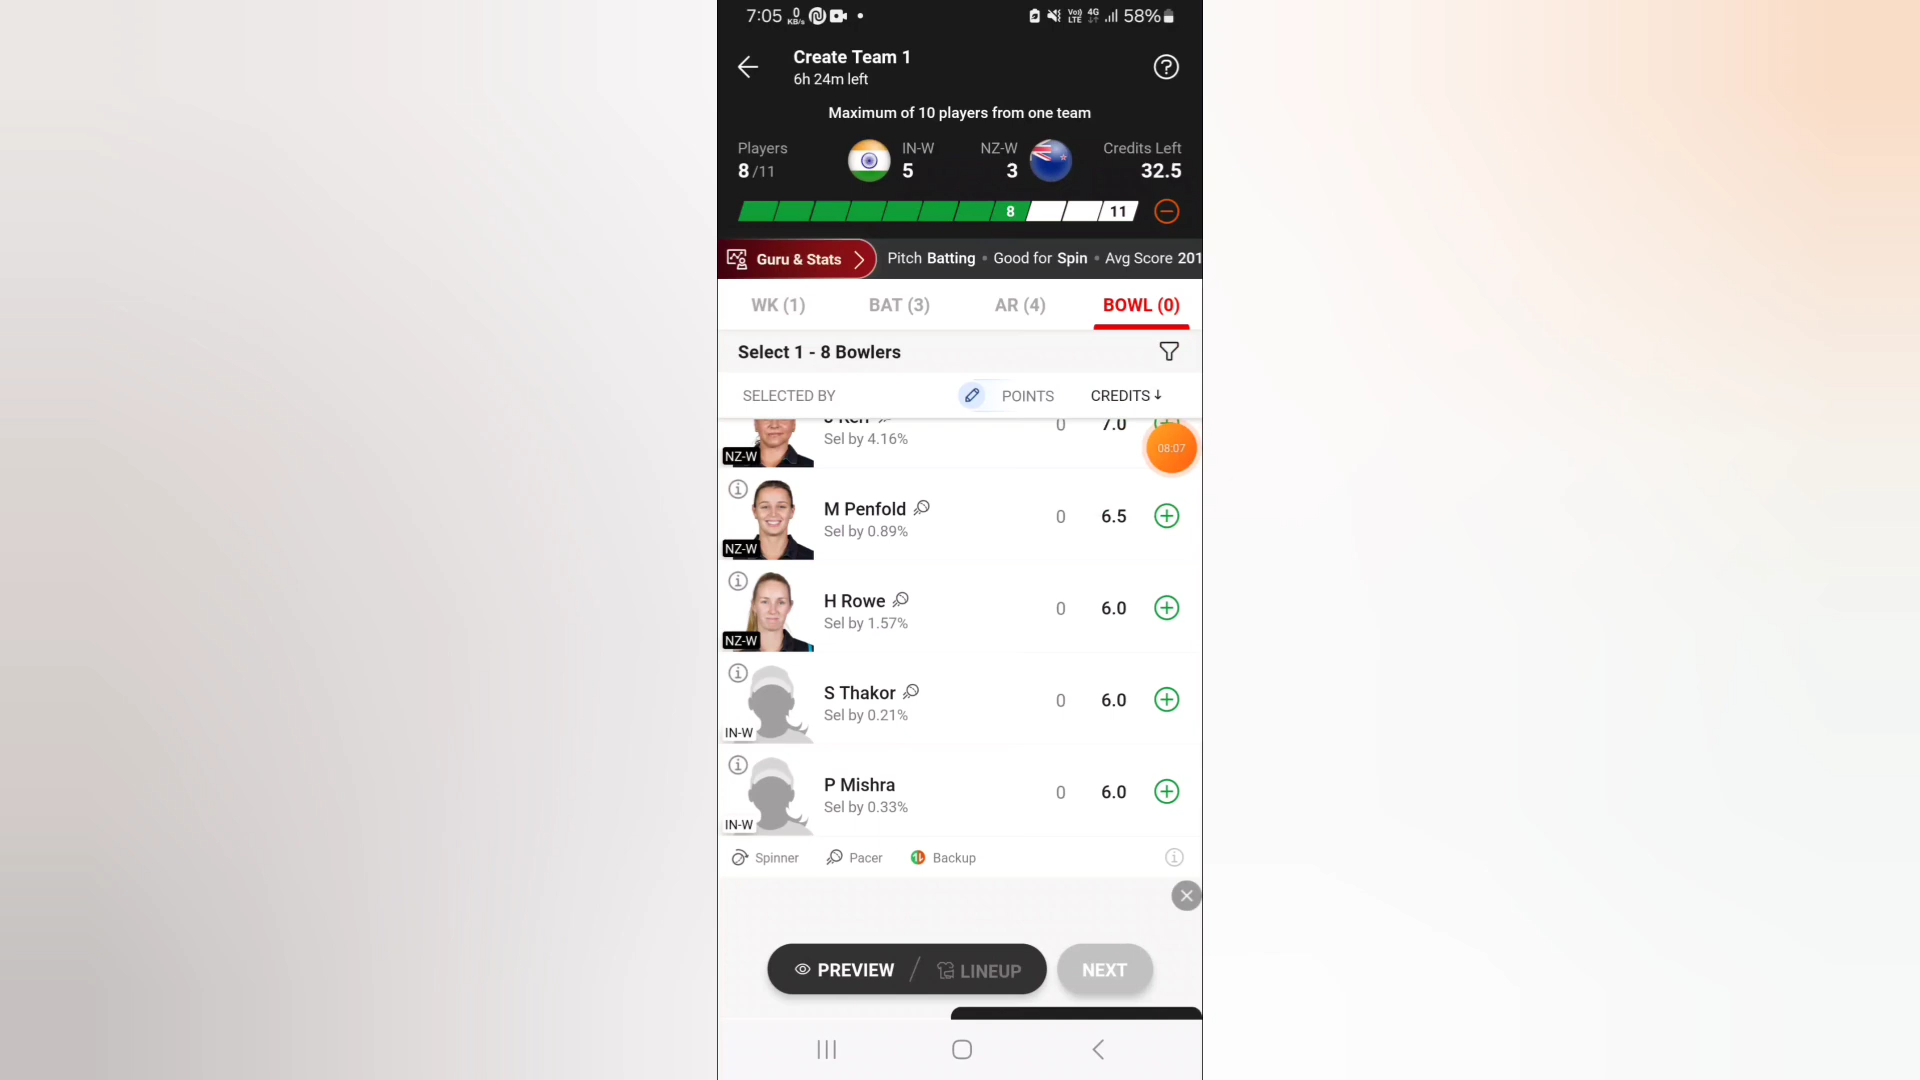 7:05 0 KB/s Vo) LTE 4G 58%
Create Team 1
6h 24m left
Maximum of 10 players from one team
Players IN-W NZ-W Credits Left
8/11 5 3 32.5
8 11
Guru & Stats Pitch Batting • Good for Spin • Avg Score 201
WK (1) BAT (3) AR (4) BOWL (0)
Select 1 - 8 Bowlers
SELECTED BY POINTS CREDITS↓
0 7.0
Sel by 4.16%
NZ-W
08:07
M Penfold
Sel by 0.89%
0 6.5
NZ-W
H Rowe
Sel by 1.57%
0 6.0
NZ-W
S Thakor
Sel by 0.21%
0 6.0
IN-W
P Mishra
Sel by 0.33%
0 6.0
IN-W
Spinner Pacer Backup
PREVIEW / LINEUP NEXT